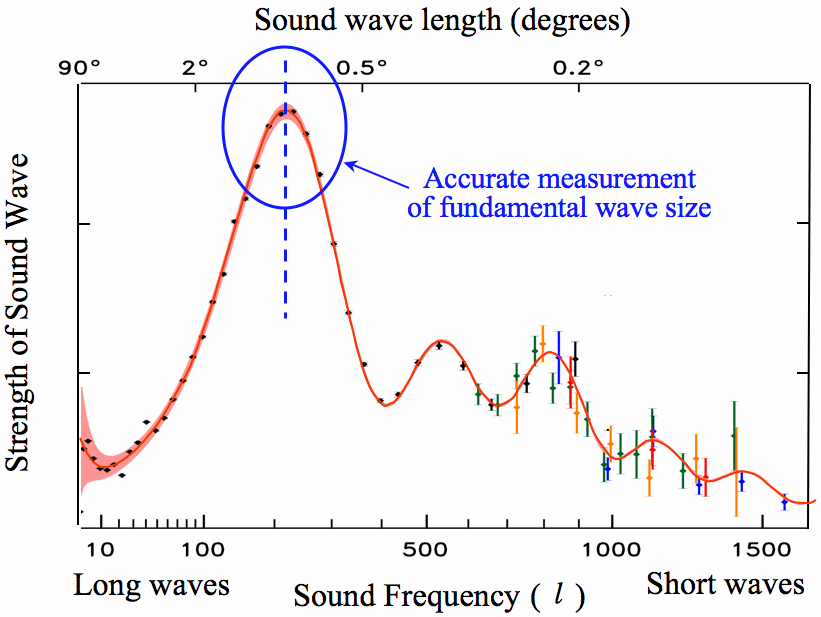 Sound wave length (degrees)
90° 2° 0.5° 0.2°
Strength of Sound Wave
Accurate measurement
of fundamental wave size
10 100 500 1000 1500
Long waves Short waves
Sound Frequency ( l )